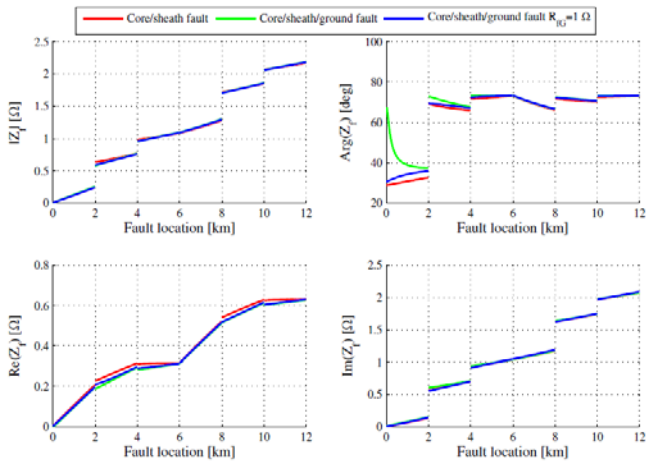 Core/sheath fault Core/sheath/ground fault Core/sheath/ground fault R_fG=1 Ω
|Z_f| [Ω]
2.5
2
1.5
1
0.5
0
0 2 4 6 8 10 12
Fault location [km]
Arg(Z_f) [deg]
100
80
60
40
20
0 2 4 6 8 10 12
Fault location [km]
Re(Z_f) [Ω]
0.8
0.6
0.4
0.2
0
0 2 4 6 8 10 12
Fault location [km]
Im(Z_f) [Ω]
2.5
2
1.5
1
0.5
0
0 2 4 6 8 10 12
Fault location [km]